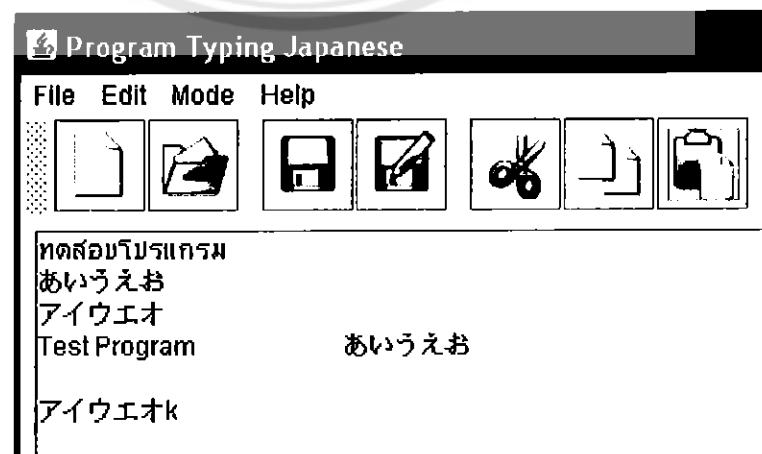 Program Typing Japanese
File Edit Mode Help
ทดสอบโปรแกรม
あいうえお
アイウエオ
Test Program あいうえお
アイウエオk